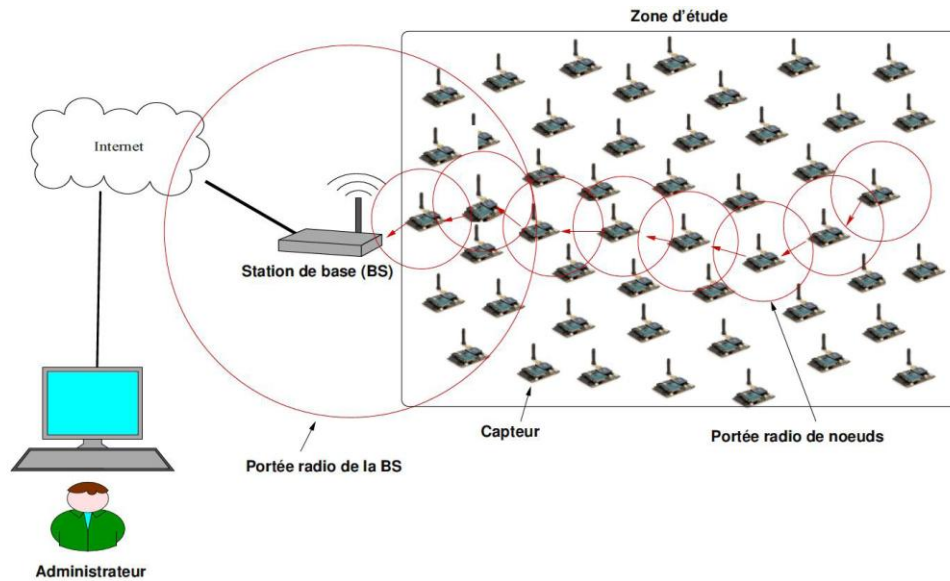 Zone d'étude
Internet
Station de base (BS)
Capteur
Portée radio de noeuds
Portée radio de la BS
Administrateur